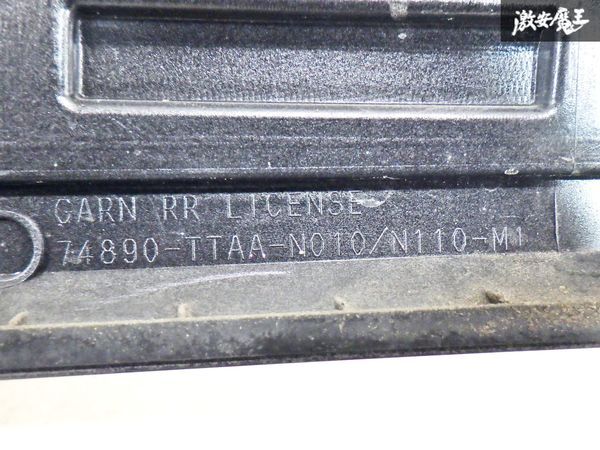 激安魔王
GARN RR LICENSE
74890-TTAA-N010/N110-M1